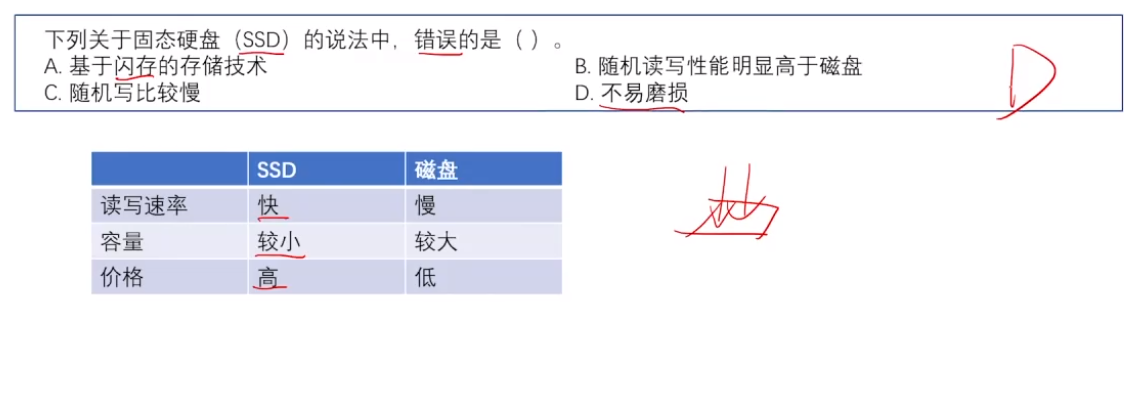 下列关于固态硬盘（SSD）的说法中，错误的是（ ）。
A. 基于闪存的存储技术 B. 随机读写性能明显高于磁盘
C. 随机写比较慢 D. 不易磨损
D
SSD 磁盘
读写速率 快 慢
容量 较小 较大
价格 高 低